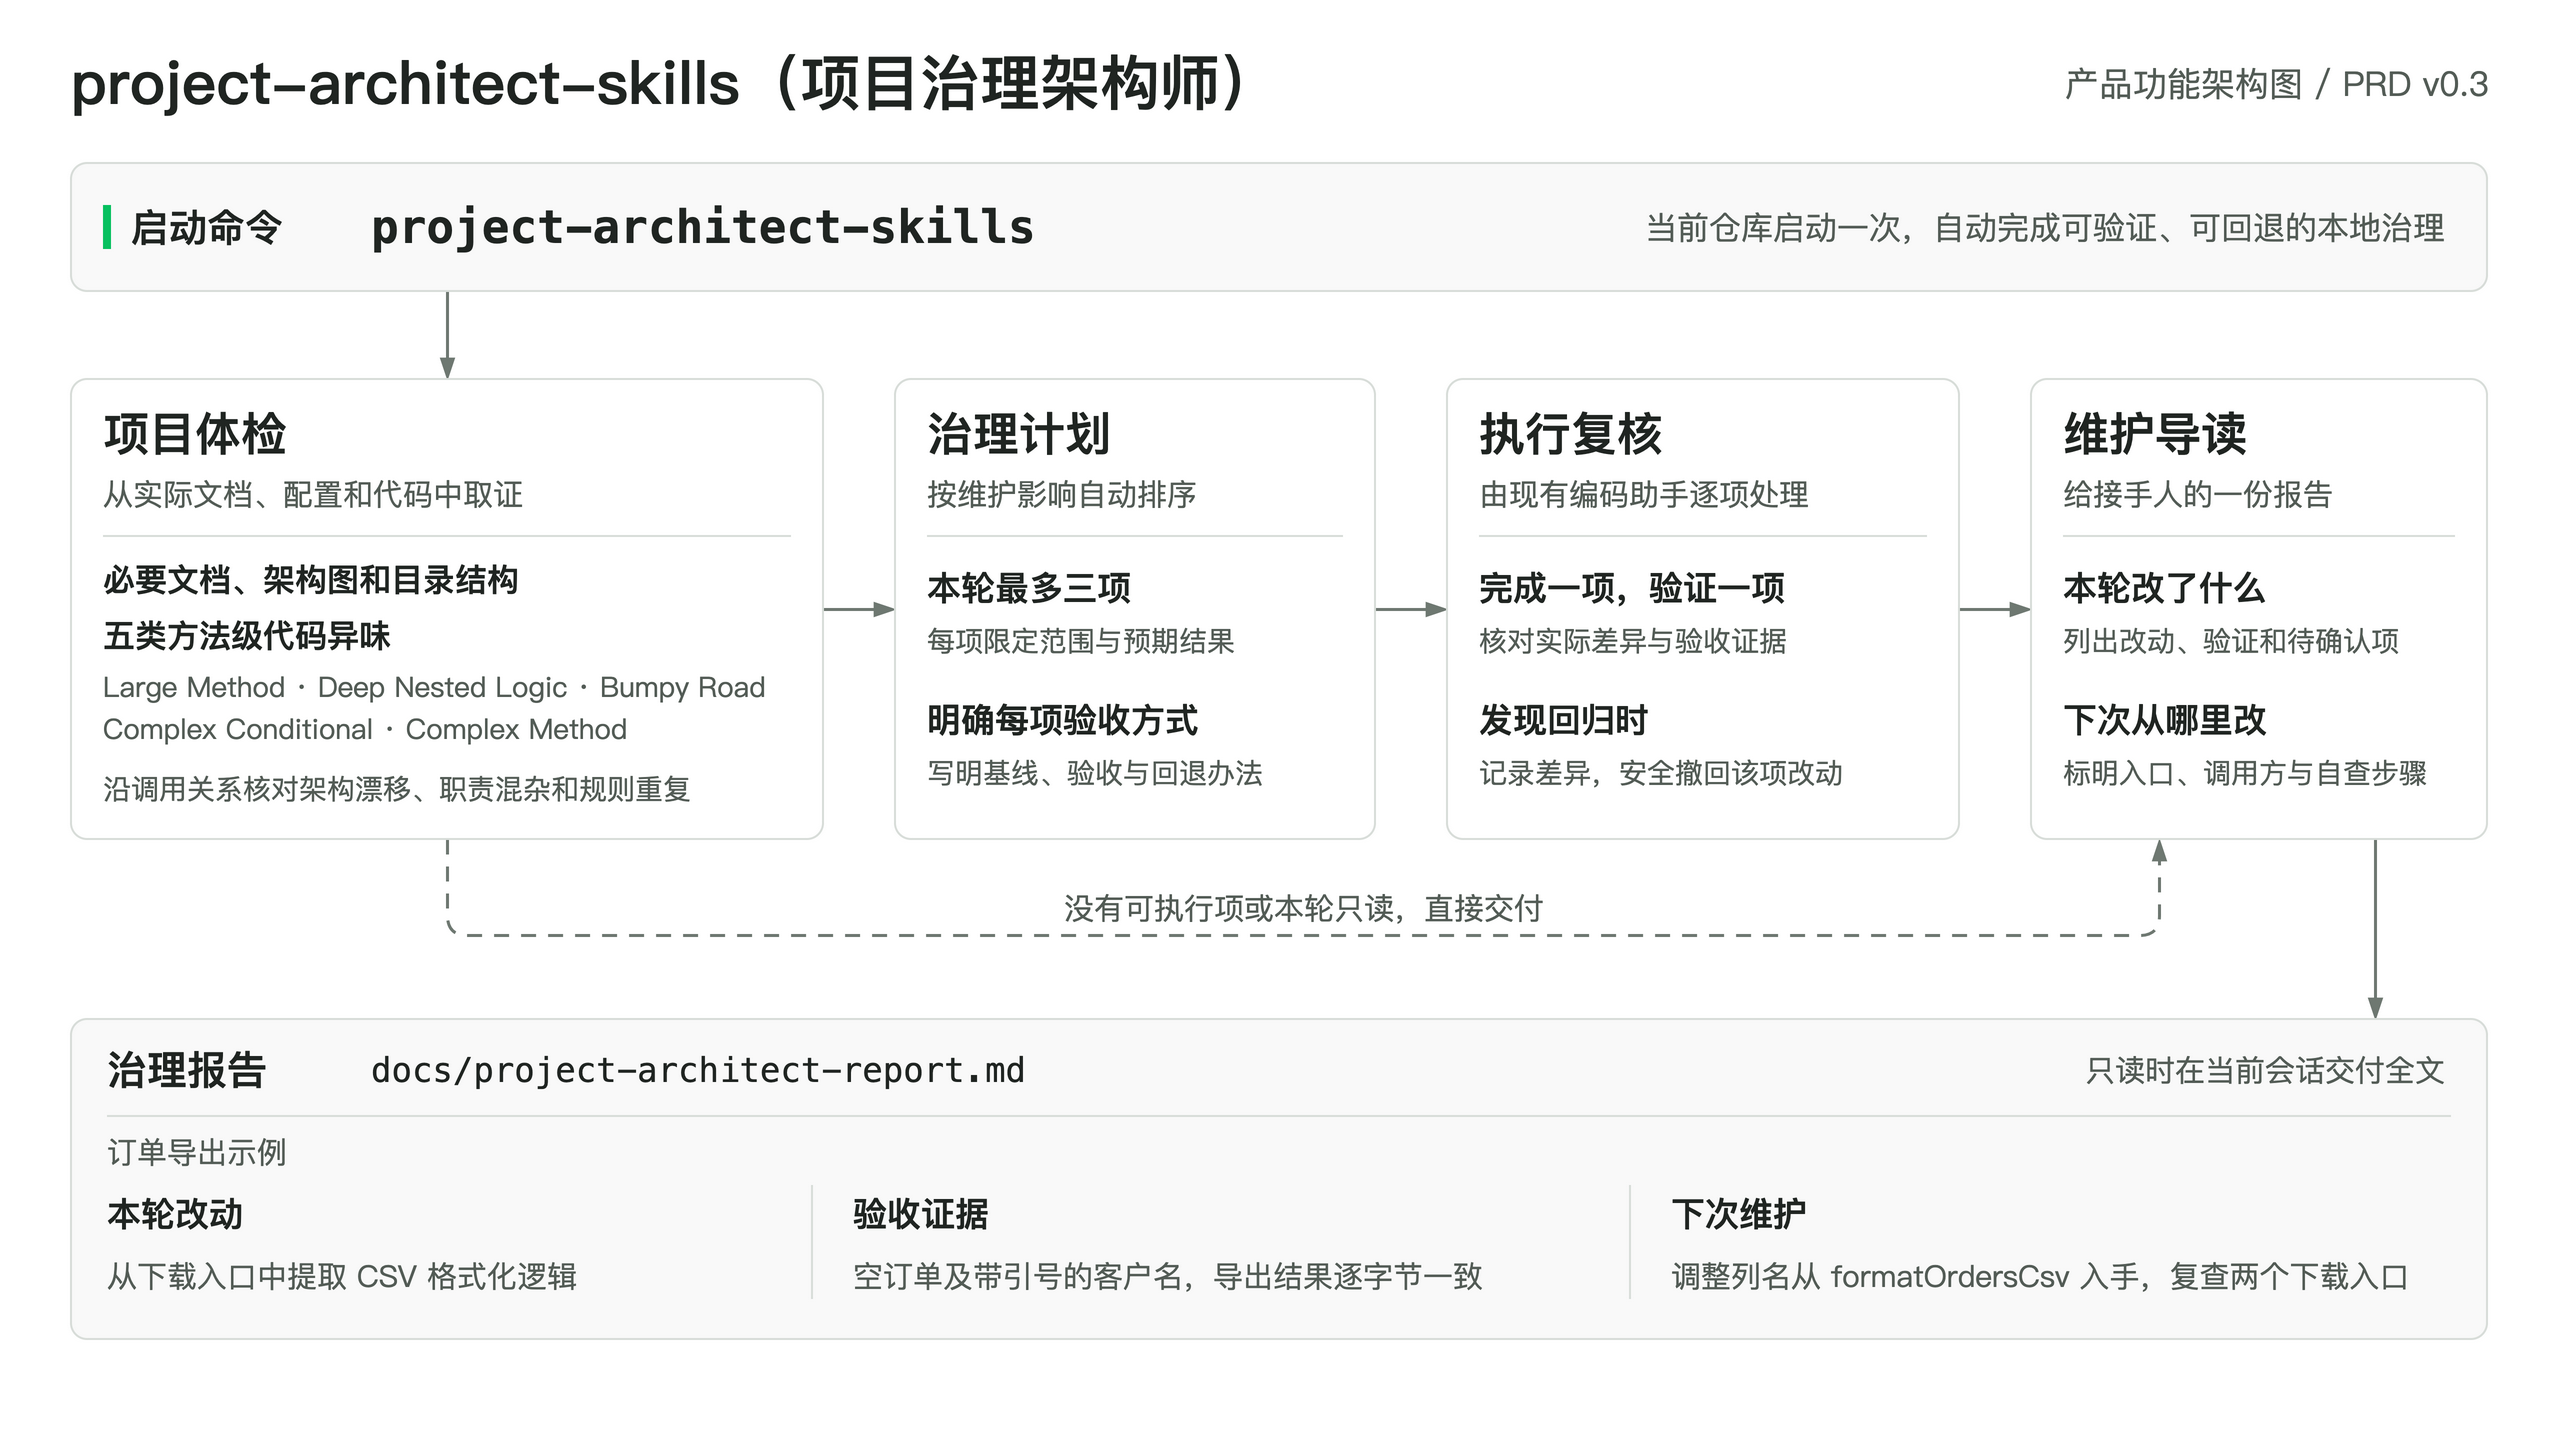 project-architect-skills（项目治理架构师）
产品功能架构图 / PRD v0.3
启动命令
project-architect-skills
当前仓库启动一次，自动完成可验证、可回退的本地治理
项目体检
从实际文档、配置和代码中取证
必要文档、架构图和目录结构
五类方法级代码异味
Large Method · Deep Nested Logic · Bumpy Road
Complex Conditional · Complex Method
沿调用关系核对架构漂移、职责混杂和规则重复
治理计划
按维护影响自动排序
本轮最多三项
每项限定范围与预期结果
明确每项验收方式
写明基线、验收与回退办法
执行复核
由现有编码助手逐项处理
完成一项，验证一项
核对实际差异与验收证据
发现回归时
记录差异，安全撤回该项改动
维护导读
给接手人的一份报告
本轮改了什么
列出改动、验证和待确认项
下次从哪里改
标明入口、调用方与自查步骤
没有可执行项或本轮只读，直接交付
治理报告
docs/project-architect-report.md
只读时在当前会话交付全文
订单导出示例
本轮改动
从下载入口中提取 CSV 格式化逻辑
验收证据
空订单及带引号的客户名，导出结果逐字节一致
下次维护
调整列名从 formatOrdersCsv 入手，复查两个下载入口